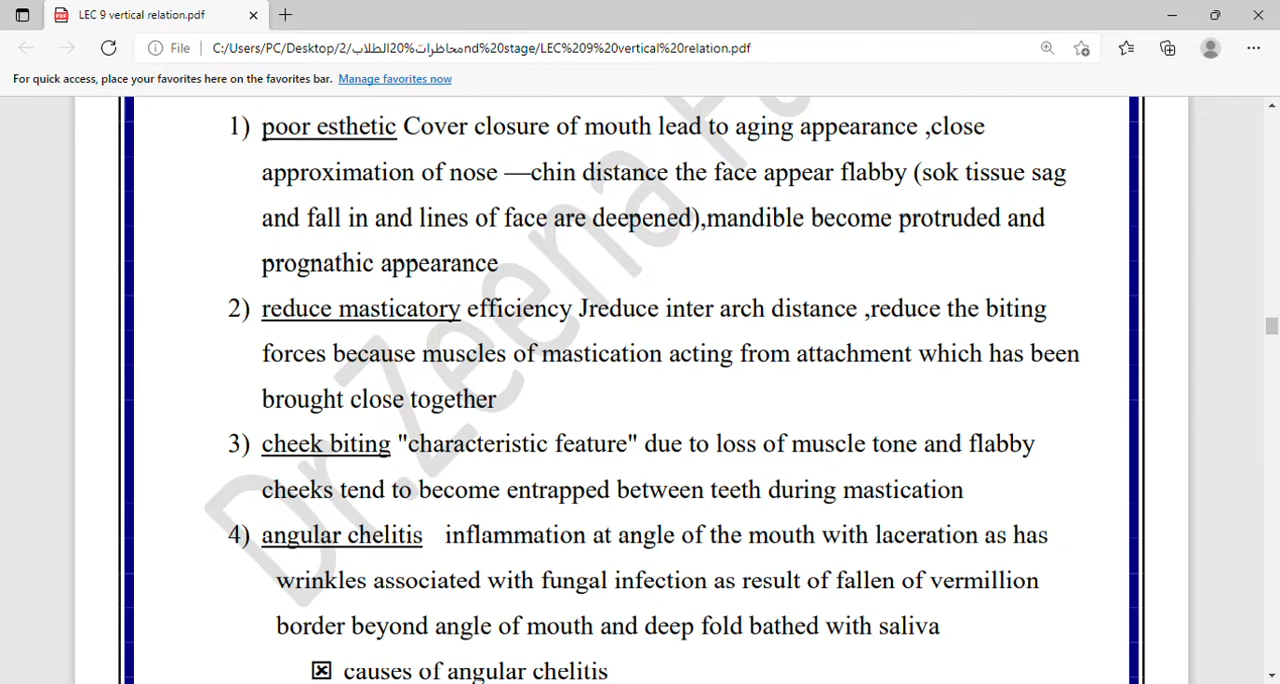 LEC 9 vertical relation.pdf
File C:/Users/PC/Desktop/2/محاظرات%20الطلابnd%20stage/LEC%209%20vertical%20relation.pdf
For quick access, place your favorites here on the favorites bar. Manage favorites now
1) poor esthetic Cover closure of mouth lead to aging appearance ,close
approximation of nose —chin distance the face appear flabby (sok tissue sag
and fall in and lines of face are deepened),mandible become protruded and
prognathic appearance
2) reduce masticatory efficiency Jreduce inter arch distance ,reduce the biting
forces because muscles of mastication acting from attachment which has been
brought close together
3) cheek biting "characteristic feature" due to loss of muscle tone and flabby
cheeks tend to become entrapped between teeth during mastication
4) angular chelitis inflammation at angle of the mouth with laceration as has
wrinkles associated with fungal infection as result of fallen of vermillion
border beyond angle of mouth and deep fold bathed with saliva
causes of angular chelitis
Dr.Zeena